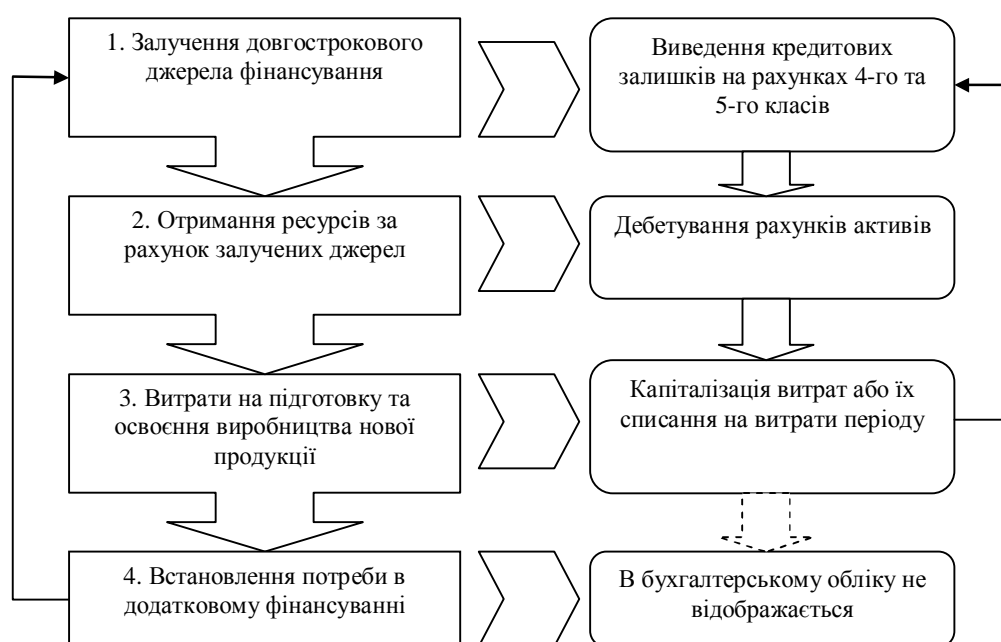 1. Залучення довгострокового
джерела фінансування
Виведення кредитових
залишків на рахунках 4-го та
5-го класів
2. Отримання ресурсів за
рахунок залучених джерел
Дебетування рахунків активів
3. Витрати на підготовку та
освоєння виробництва нової
продукції
Капіталізація витрат або їх
списання на витрати періоду
4. Встановлення потреби в
додатковому фінансуванні
В бухгалтерському обліку не
відображається